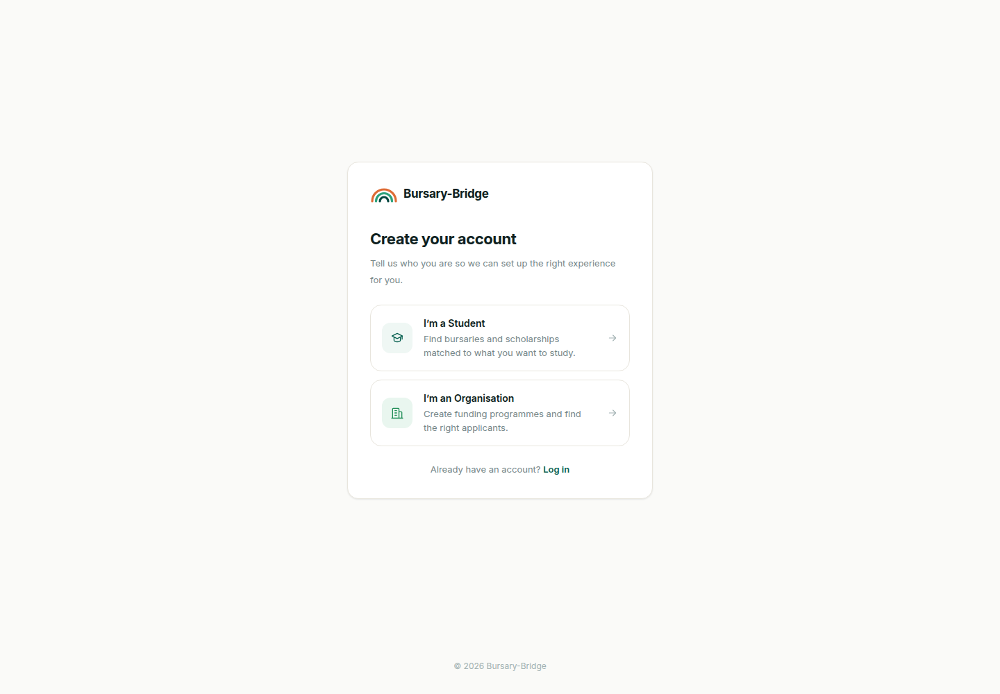 Bursary-Bridge
Create your account
Tell us who you are so we can set up the right experience
for you.
I’m a Student
Find bursaries and scholarships
matched to what you want to study.
I’m an Organisation
Create funding programmes and find
the right applicants.
Already have an account? Log in
© 2026 Bursary-Bridge